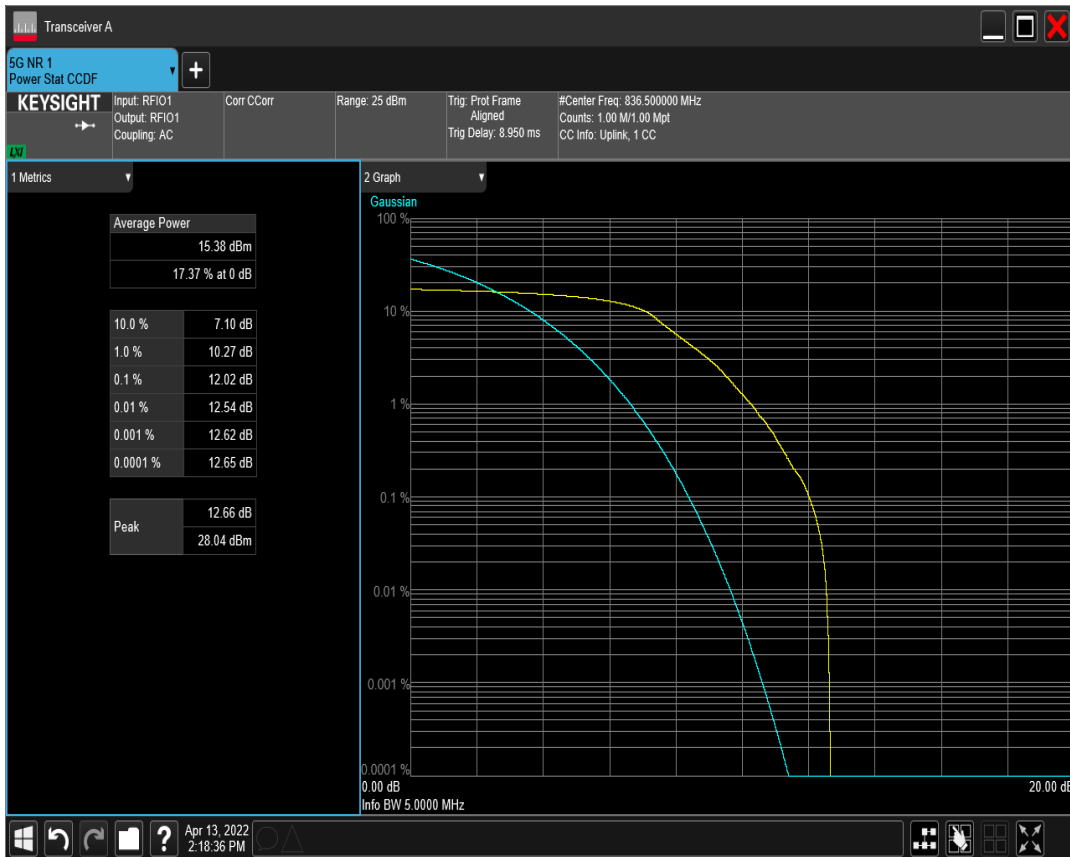 Transceiver A
5G NR 1
Power Stat CCDF
+
KEYSIGHT
LXI
Input: RFIO1
Output: RFIO1
Coupling: AC
Corr CCorr
Range: 25 dBm
Trig: Prot Frame
Aligned
Trig Delay: 8.950 ms
#Center Freq: 836.500000 MHz
Counts: 1.00 M/1.00 Mpt
CC Info: Uplink, 1 CC
1 Metrics
Average Power
15.38 dBm
17.37 % at 0 dB
10.0 % 7.10 dB
1.0 % 10.27 dB
0.1 % 12.02 dB
0.01 % 12.54 dB
0.001 % 12.62 dB
0.0001 % 12.65 dB
Peak 12.66 dB
28.04 dBm
2 Graph
Gaussian
100 %
10 %
1 %
0.1 %
0.01 %
0.001 %
0.0001 %
0.00 dB 20.00 dB
Info BW 5.0000 MHz
?
Apr 13, 2022
2:18:36 PM